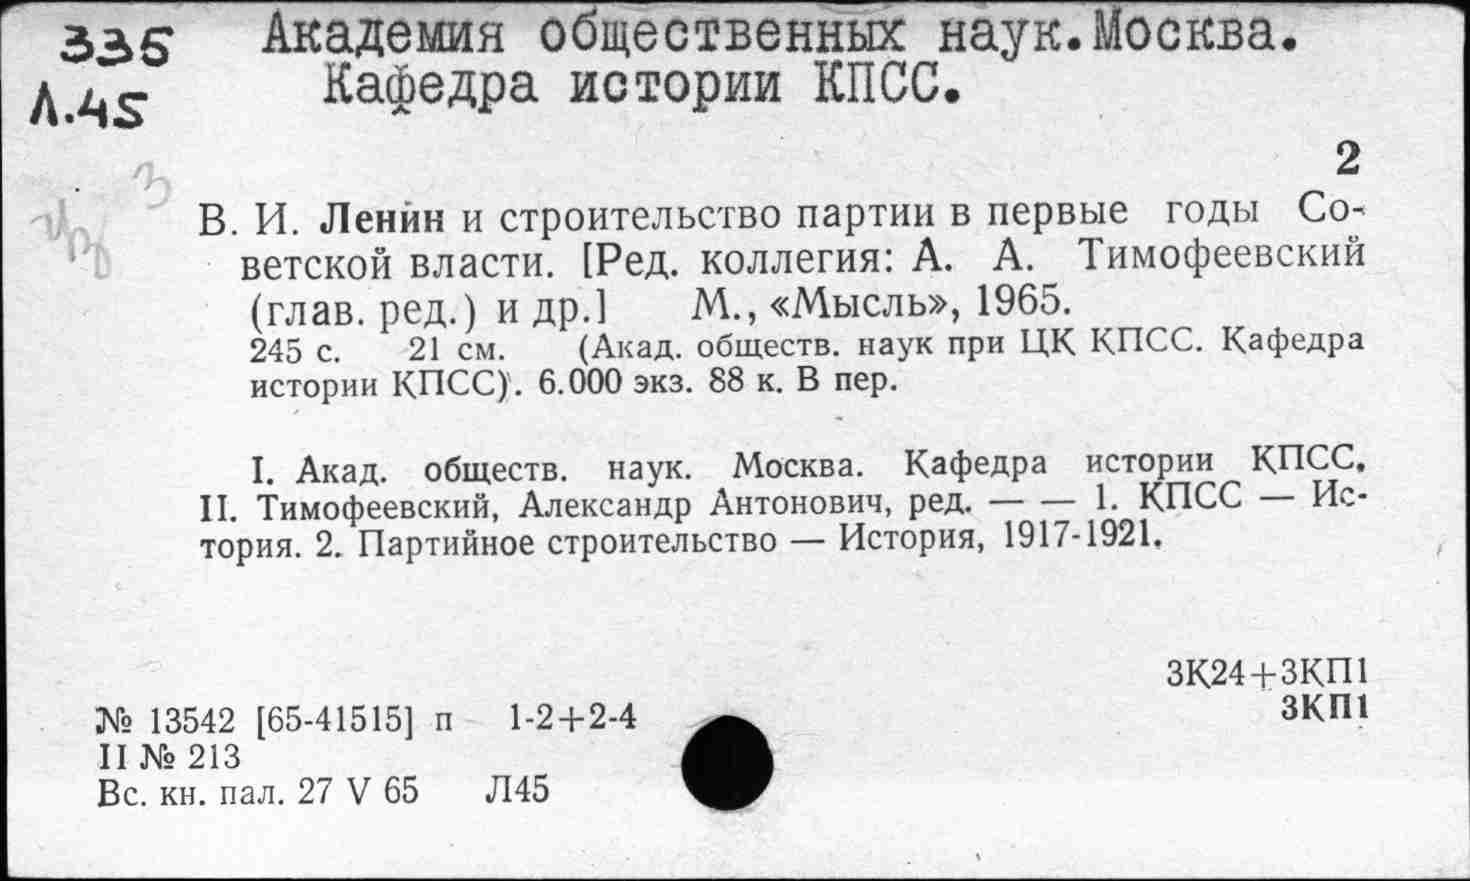 335 Академия общественных наук.Москва.
Л.45 Кафедра истории КПСС.
2
В. И. Ленин и строительство партии в первые годы Со-
ветской власти. [Ред. коллегия: А. А. Тимофеевский
(глав. ред.) и др.] М., «Мысль», 1965.
245 с. 21 см. (Акад. обществ. наук при ЦК КПСС. Кафедра
истории КПСС). 6.000 экз. 88 к. В пер.
I. Акад. обществ. наук. Москва. Кафедра истории КПСС.
II. Тимофеевский, Александр Антонович, ред. — — 1. КПСС — Ис-
тория. 2. Партийное строительство — История, 1917-1921.
3К24+3КП1
3КП1
№ 13542 [65-41515] п 1-2+2-4
II № 213
Вс. кн. пал. 27 V 65 Л45